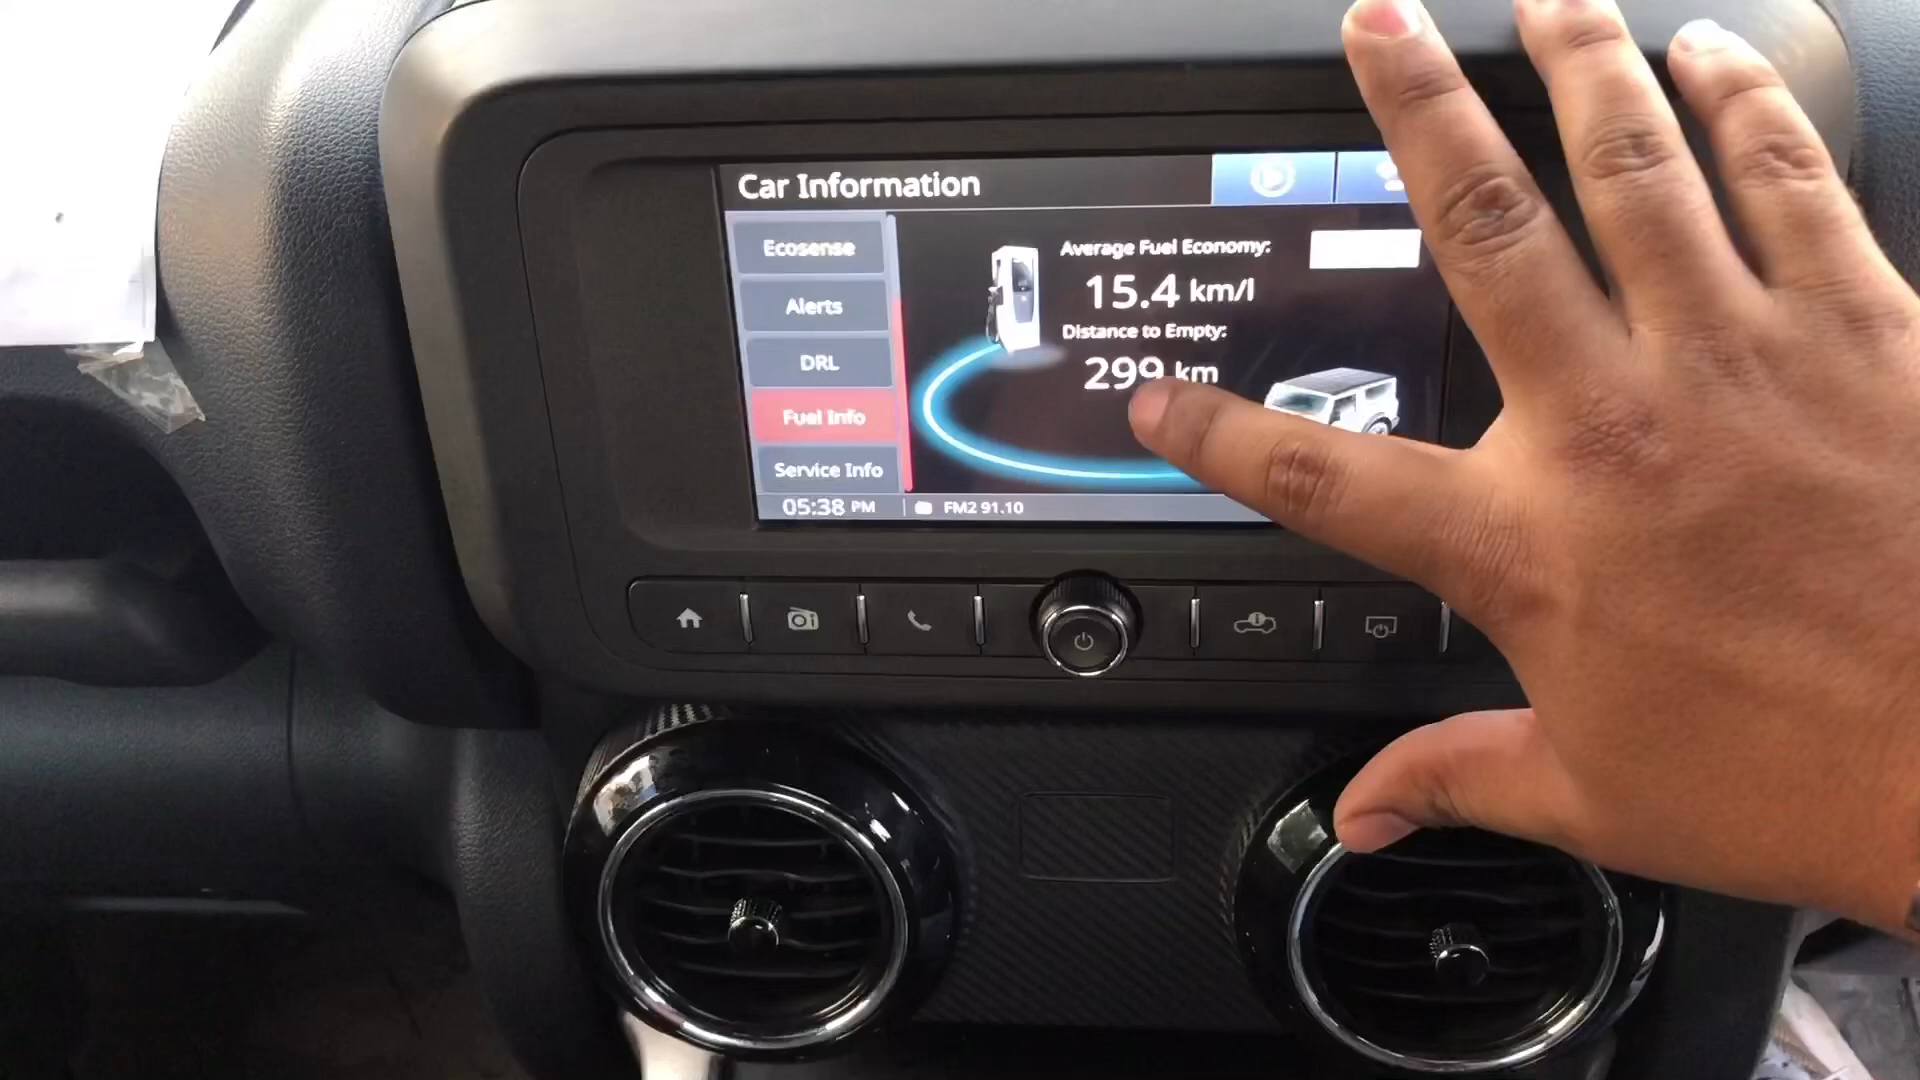 Car Information
Ecosense
Alerts
DRL
Fuel Info
Service Info
Average Fuel Economy:
15.4 km/l
Distance to Empty:
299 km
05:38 PM
FM2 91.10